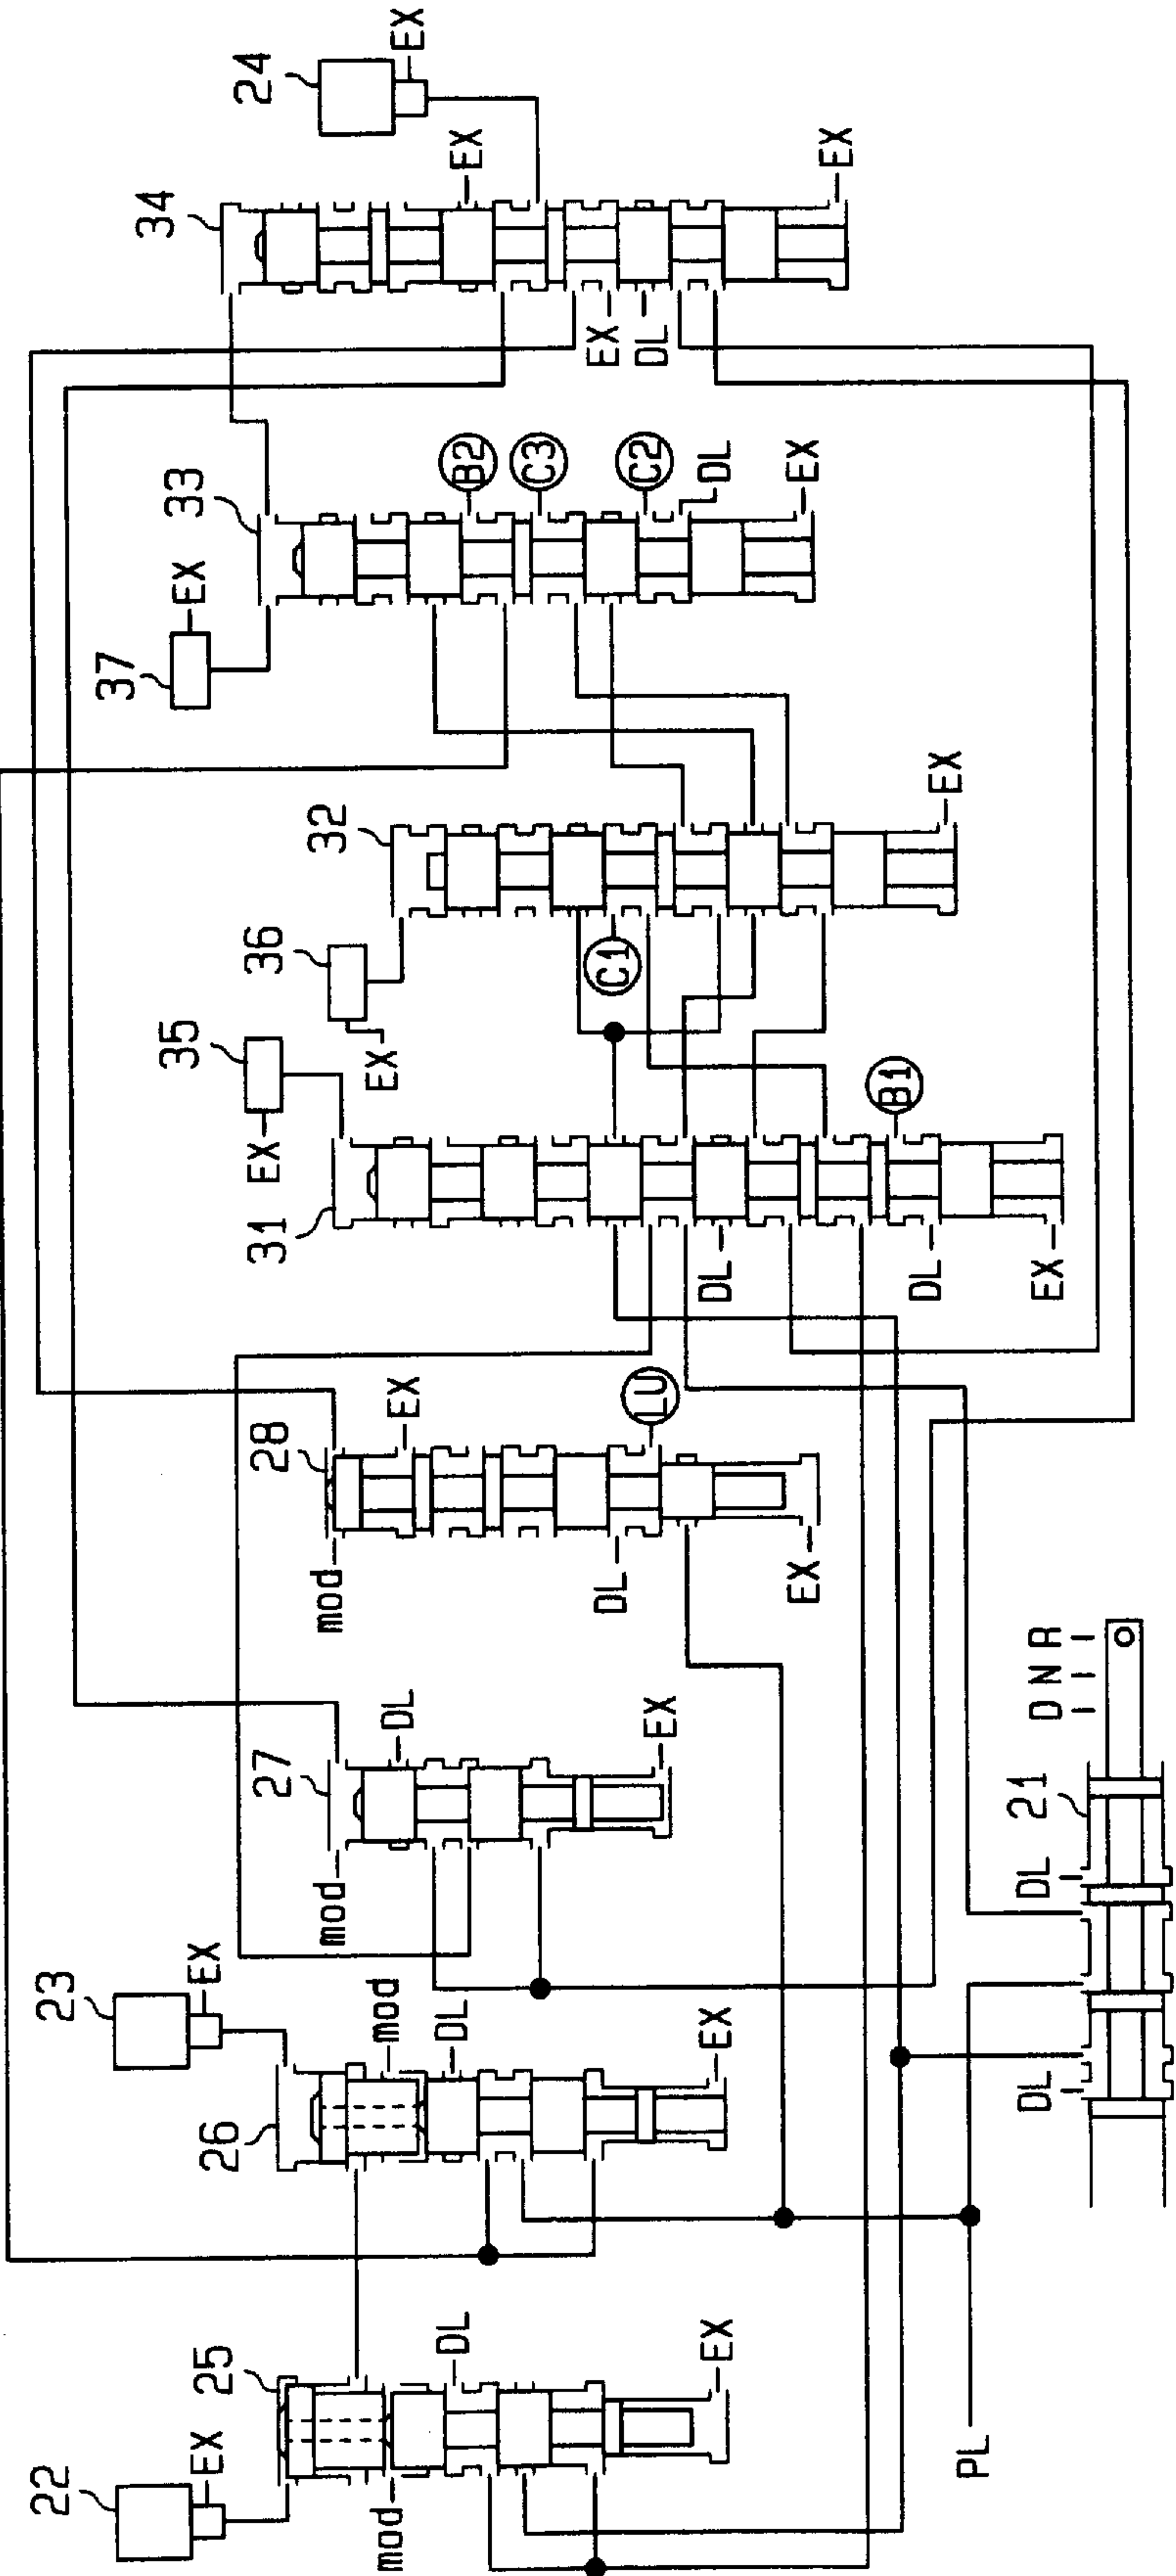 22
EX
25
DL
mod
EX
PL
23
EX
26
mod
DL
EX
27
mod
DL
EX
28
mod
EX
LU
DL
EX
21
DL
DL
D N R
35
EX
31
DL
DL
EX
B1
36
EX
32
C1
EX
37
EX
33
B2
C3
C2
DL
EX
34
EX
EX
DL
EX
24
EX